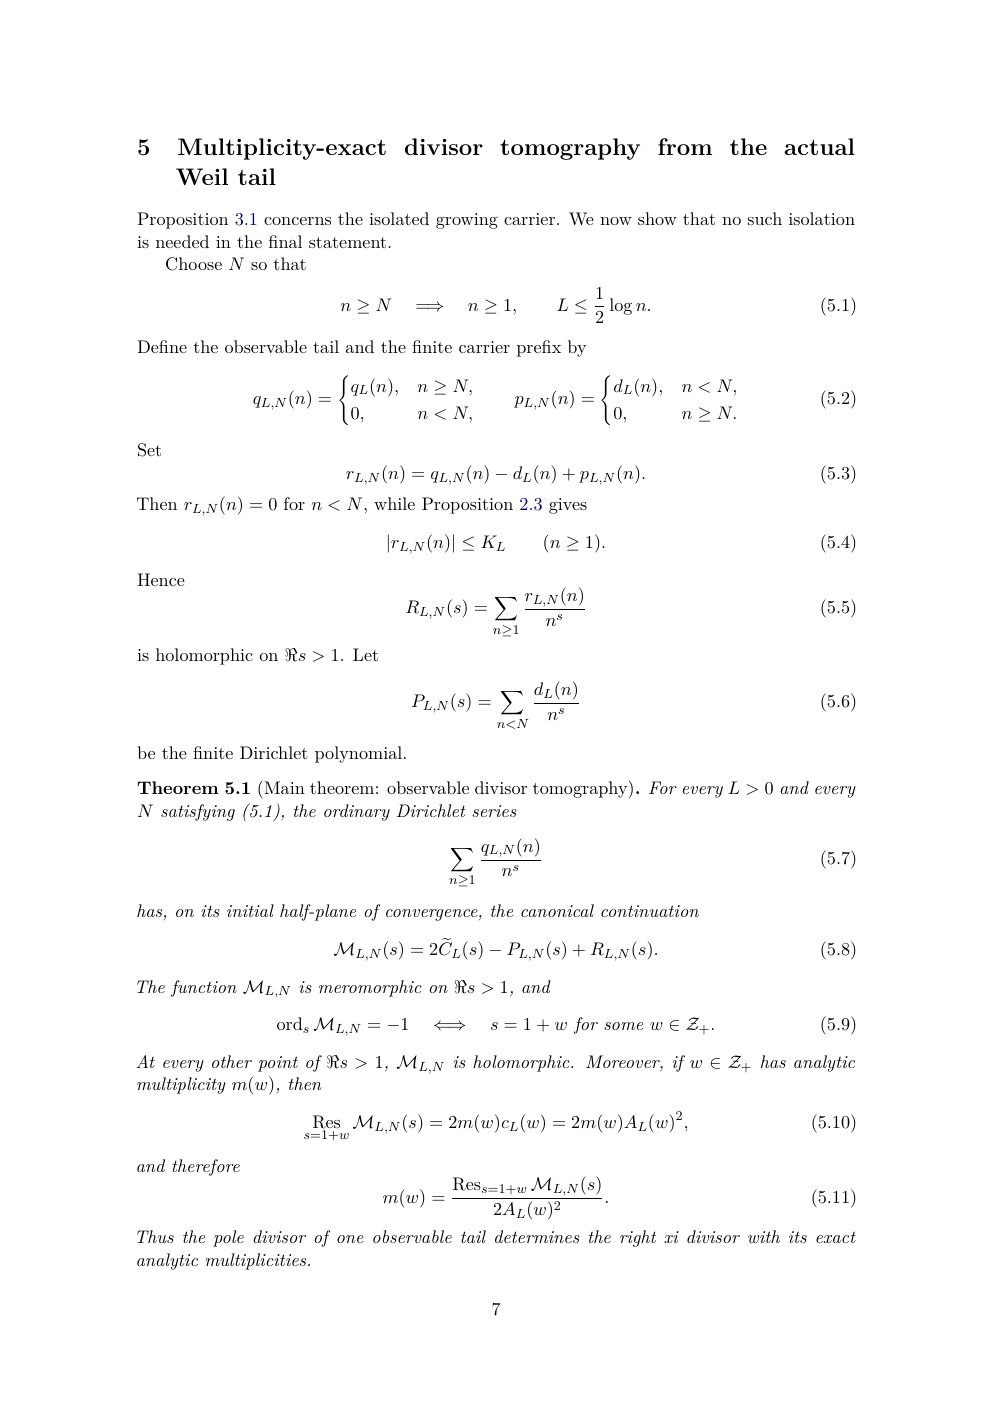 5 Multiplicity-exact divisor tomography from the actual
Weil tail
Proposition 3.1 concerns the isolated growing carrier. We now show that no such isolation
is needed in the final statement.
Choose N so that
n ≥ N ⟹ n ≥ 1, L ≤ 1/2 log n. (5.1)
Define the observable tail and the finite carrier prefix by
q_{L,N}(n) = { q_L(n), n ≥ N, 0, n < N, p_{L,N}(n) = { d_L(n), n < N, 0, n ≥ N. (5.2)
Set
r_{L,N}(n) = q_{L,N}(n) − d_L(n) + p_{L,N}(n). (5.3)
Then r_{L,N}(n) = 0 for n < N, while Proposition 2.3 gives
|r_{L,N}(n)| ≤ K_L (n ≥ 1). (5.4)
Hence
R_{L,N}(s) = ∑_{n≥1} r_{L,N}(n)/n^s (5.5)
is holomorphic on ℜs > 1. Let
P_{L,N}(s) = ∑_{n<N} d_L(n)/n^s (5.6)
be the finite Dirichlet polynomial.
Theorem 5.1 (Main theorem: observable divisor tomography). For every L > 0 and every
N satisfying (5.1), the ordinary Dirichlet series
∑_{n≥1} q_{L,N}(n)/n^s (5.7)
has, on its initial half-plane of convergence, the canonical continuation
ℳ_{L,N}(s) = 2C̃_L(s) − P_{L,N}(s) + R_{L,N}(s). (5.8)
The function ℳ_{L,N} is meromorphic on ℜs > 1, and
ord_s ℳ_{L,N} = −1 ⟺ s = 1 + w for some w ∈ 𝒵_+. (5.9)
At every other point of ℜs > 1, ℳ_{L,N} is holomorphic. Moreover, if w ∈ 𝒵_+ has analytic
multiplicity m(w), then
Res_{s=1+w} ℳ_{L,N}(s) = 2m(w)c_L(w) = 2m(w)A_L(w)^2, (5.10)
and therefore
m(w) = Res_{s=1+w} ℳ_{L,N}(s) / 2A_L(w)^2. (5.11)
Thus the pole divisor of one observable tail determines the right xi divisor with its exact
analytic multiplicities.
7